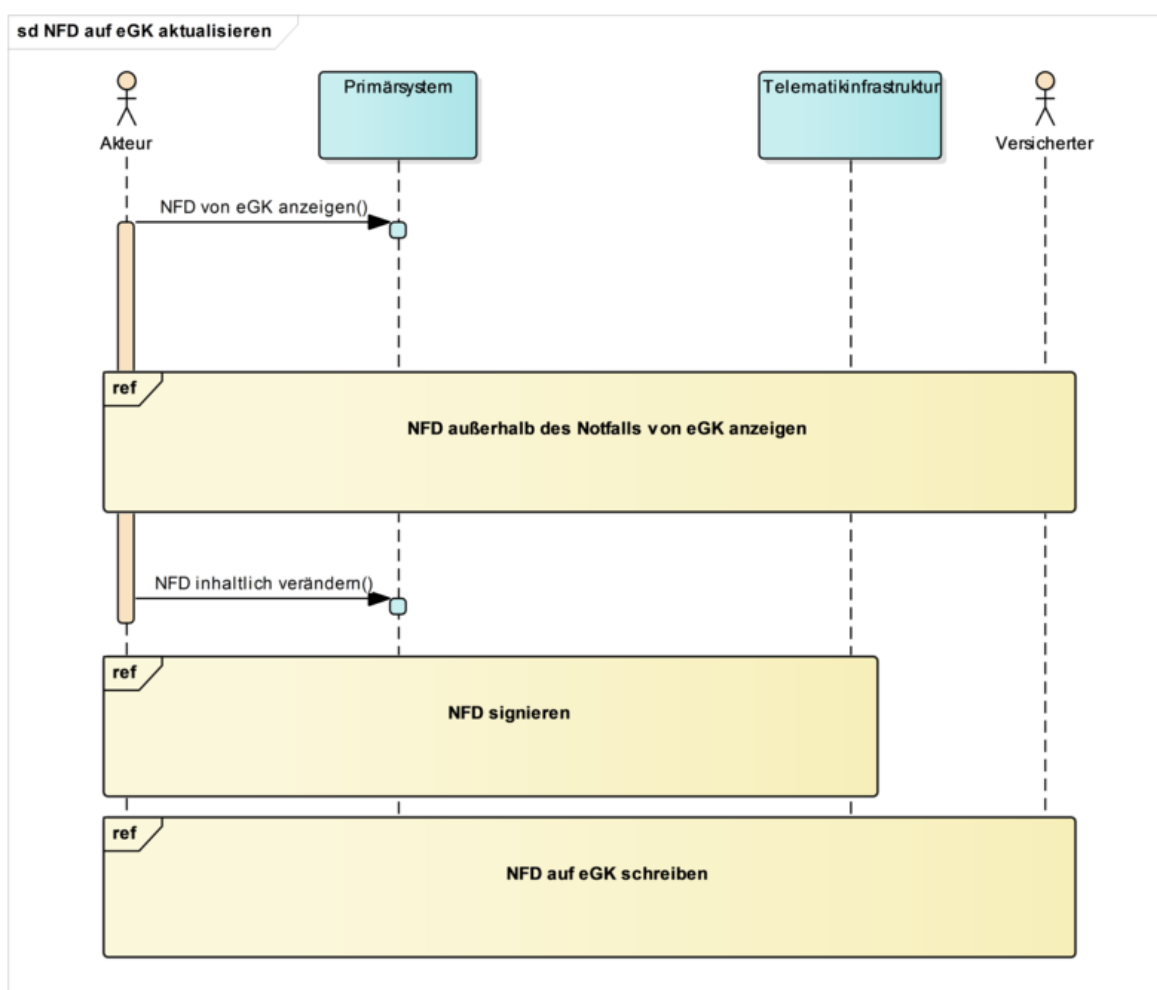 sd NFD auf eGK aktualisieren
Akteur
Primärsystem
Telematikinfrastruktur
Versicherter
NFD von eGK anzeigen()
ref
NFD außerhalb des Notfalls von eGK anzeigen
NFD inhaltlich verändern()
ref
NFD signieren
ref
NFD auf eGK schreiben